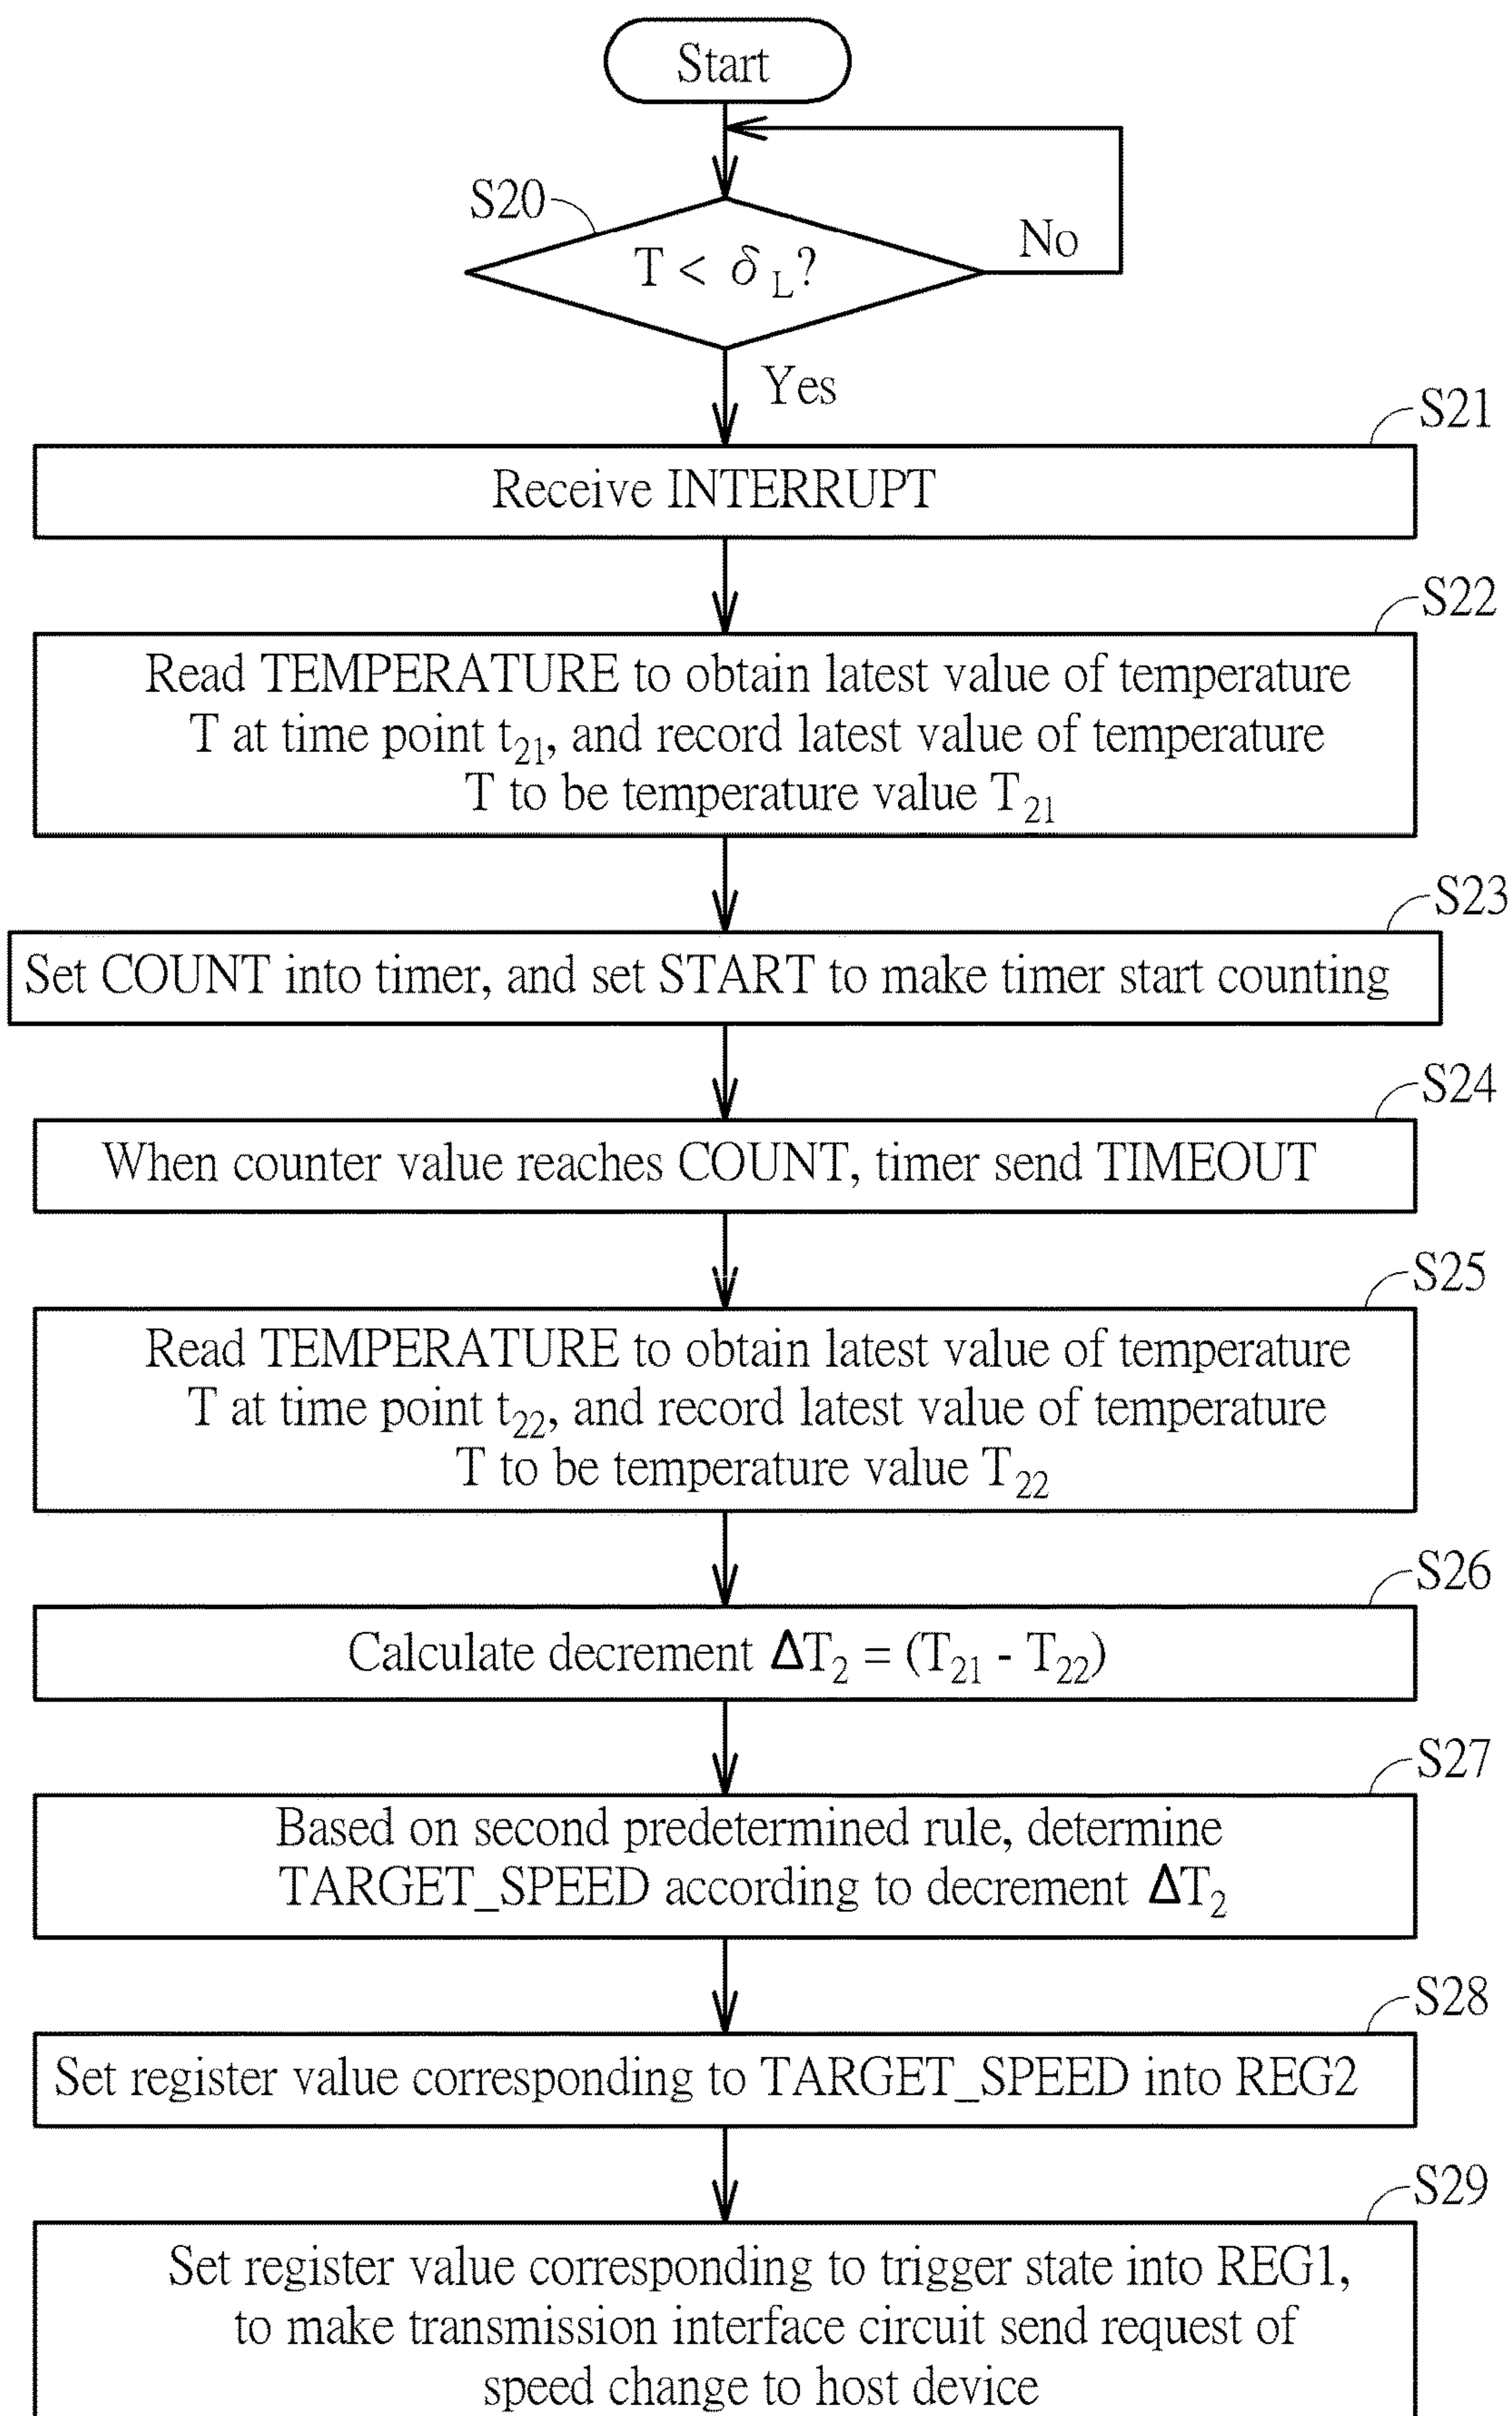 Start
S20
T < δL?
No
Yes
S21
Receive INTERRUPT
S22
Read TEMPERATURE to obtain latest value of temperature
T at time point t21, and record latest value of temperature
T to be temperature value T21
S23
Set COUNT into timer, and set START to make timer start counting
S24
When counter value reaches COUNT, timer send TIMEOUT
S25
Read TEMPERATURE to obtain latest value of temperature
T at time point t22, and record latest value of temperature
T to be temperature value T22
S26
Calculate decrement ΔT2 = (T21 - T22)
S27
Based on second predetermined rule, determine
TARGET_SPEED according to decrement ΔT2
S28
Set register value corresponding to TARGET_SPEED into REG2
S29
Set register value corresponding to trigger state into REG1,
to make transmission interface circuit send request of
speed change to host device